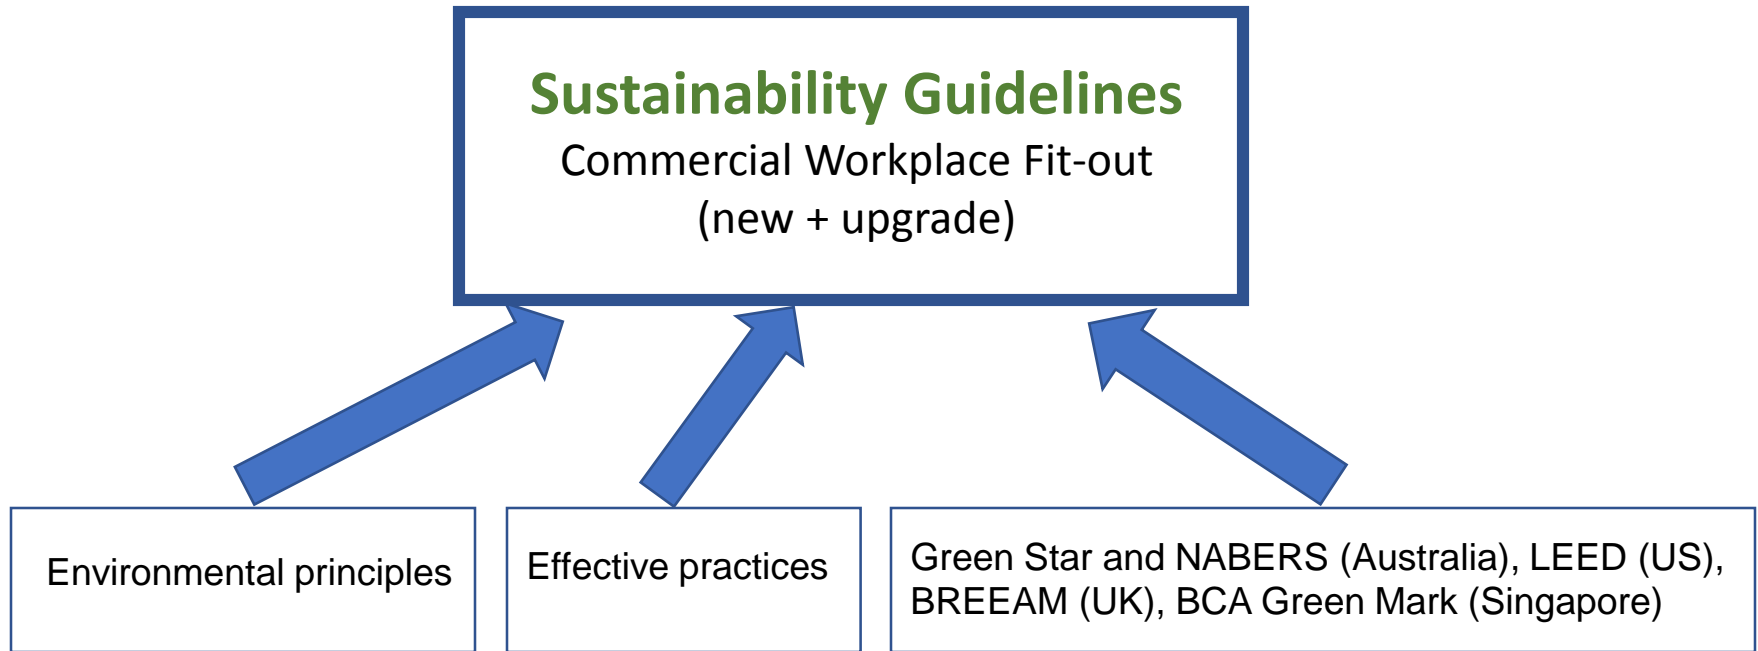 Sustainability Guidelines
Commercial Workplace Fit-out
(new + upgrade)
Environmental principles
Effective practices
Green Star and NABERS (Australia), LEED (US),
BREEAM (UK), BCA Green Mark (Singapore)